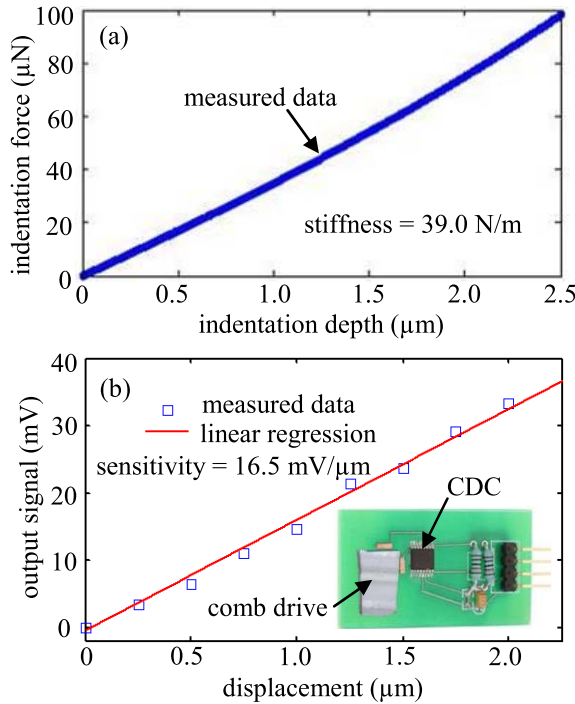 (a)
indentation force (µN)
100
80
60
40
20
0
measured data
stiffness = 39.0 N/m
0
0.5
1.0
1.5
2.0
2.5
indentation depth (µm)
(b)
output signal (mV)
40
30
20
10
0
measured data
linear regression
sensitivity = 16.5 mV/µm
CDC
comb drive
0
0.5
1.0
1.5
2.0
displacement (µm)